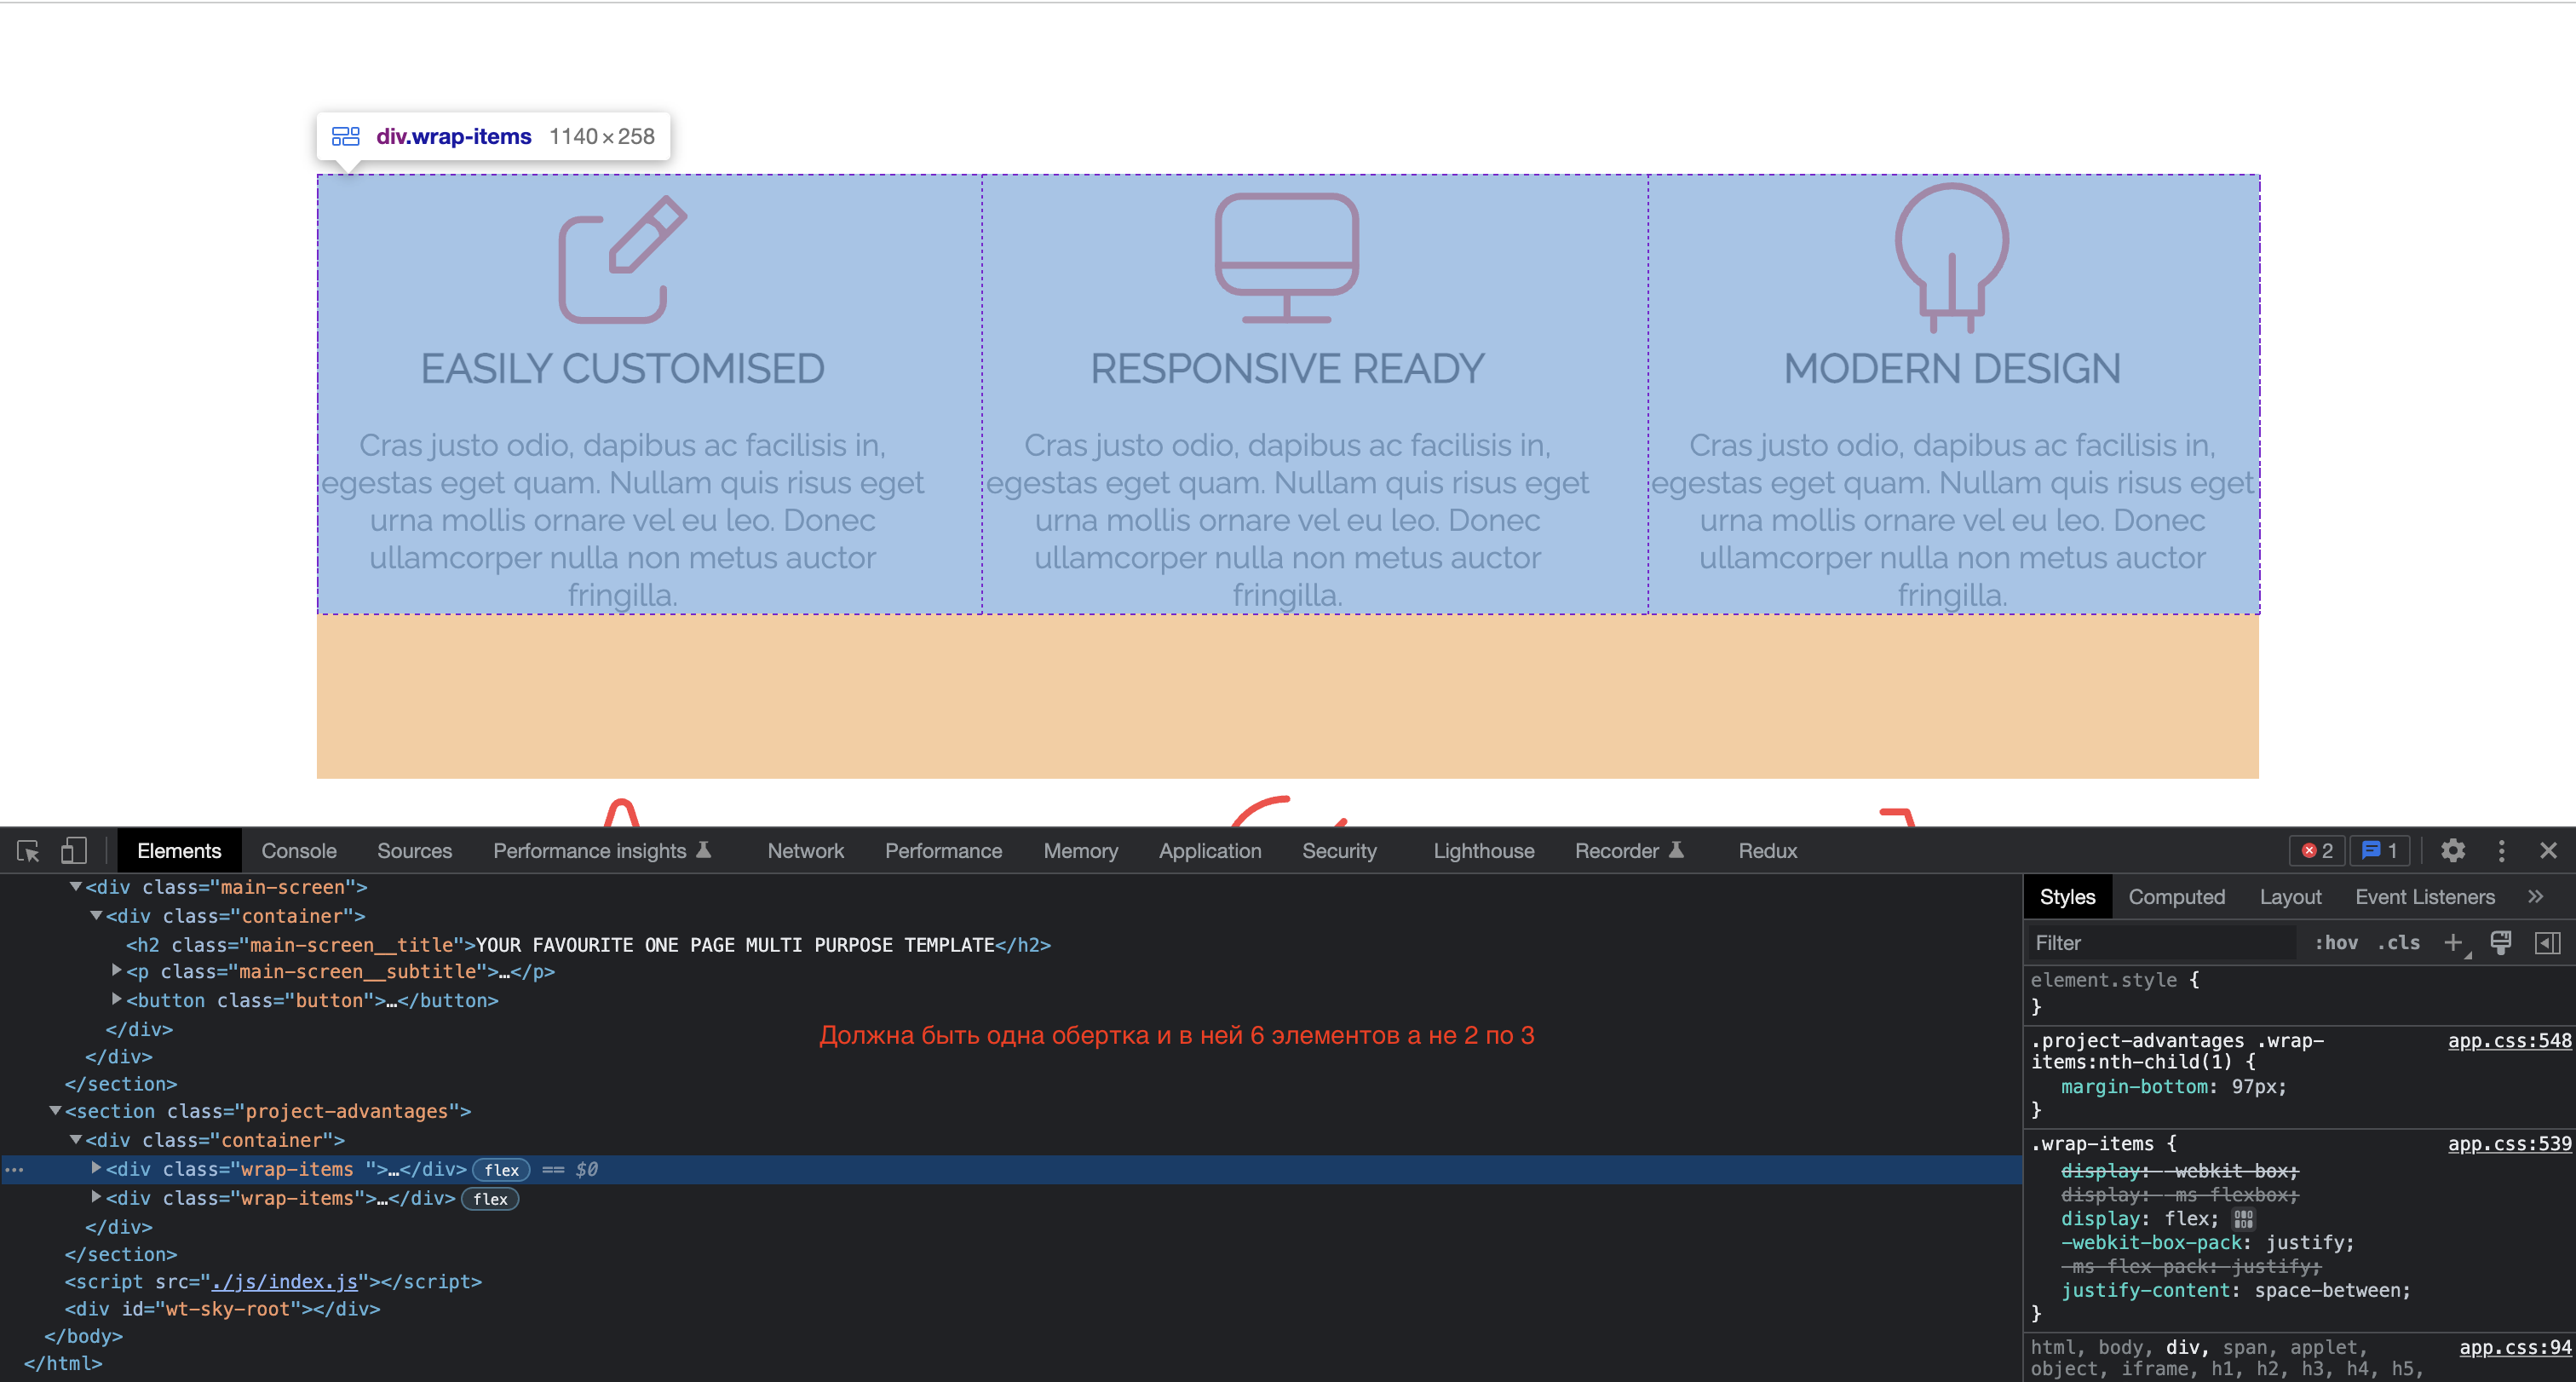 div.wrap-items 1140×258
EASILY CUSTOMISED
Cras justo odio, dapibus ac facilisis in,
egestas eget quam. Nullam quis risus eget
urna mollis ornare vel eu leo. Donec
ullamcorper nulla non metus auctor
fringilla.
RESPONSIVE READY
Cras justo odio, dapibus ac facilisis in,
egestas eget quam. Nullam quis risus eget
urna mollis ornare vel eu leo. Donec
ullamcorper nulla non metus auctor
fringilla.
MODERN DESIGN
Cras justo odio, dapibus ac facilisis in,
egestas eget quam. Nullam quis risus eget
urna mollis ornare vel eu leo. Donec
ullamcorper nulla non metus auctor
fringilla.
Elements Console Sources Performance insights Network Performance Memory Application Security Lighthouse Recorder Redux 2 1
<div class="main-screen">
<div class="container">
<h2 class="main-screen__title">YOUR FAVOURITE ONE PAGE MULTI PURPOSE TEMPLATE</h2>
<p class="main-screen__subtitle">…</p>
<button class="button">…</button>
</div>
Должна быть одна обертка и в ней 6 элементов а не 2 по 3
</div>
</section>
<section class="project-advantages">
<div class="container">
<div class="wrap-items ">…</div> flex == $0
<div class="wrap-items">…</div> flex
</div>
</section>
<script src="./js/index.js"></script>
<div id="wt-sky-root"></div>
</body>
</html>
Styles Computed Layout Event Listeners »
Filter :hov .cls +
element.style {
}
.project-advantages .wrap- app.css:548
items:nth-child(1) {
margin-bottom: 97px;
}
.wrap-items { app.css:539
display: -webkit-box;
display: -ms-flexbox;
display: flex;
-webkit-box-pack: justify;
-ms-flex-pack: justify;
justify-content: space-between;
}
html, body, div, span, applet, app.css:94
object, iframe, h1, h2, h3, h4, h5,